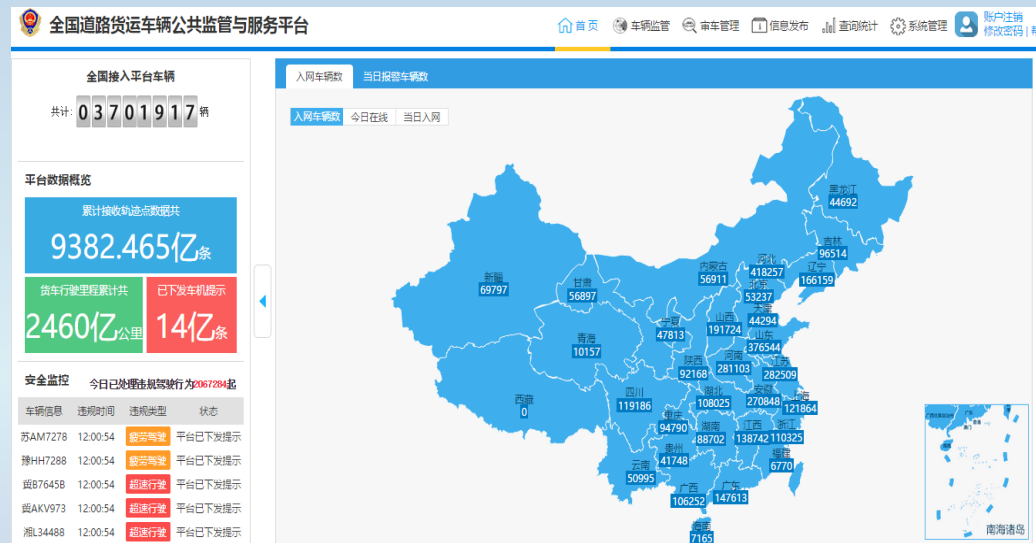 全国道路货运车辆公共监管与服务平台
首页 车辆监管 审车管理 信息发布 查询统计 系统管理
账户注销
修改密码 |
全国接入平台车辆
共计: 03701917 辆
平台数据概览
累计接收轨迹点数据共
9382.465亿条
货车行驶里程累计共
2460亿公里
已下发车机提示
14亿条
安全监控 今日已处理违规驾驶行为2067284起
车辆信息 违规时间 违规类型 状态
苏AM7278 12:00:54 疲劳驾驶 平台已下发提示
豫HH7288 12:00:54 疲劳驾驶 平台已下发提示
冀B7645B 12:00:54 超速行驶 平台已下发提示
冀AKV973 12:00:54 超速行驶 平台已下发提示
湘L34488 12:00:54 超速行驶 平台已下发提示
入网车辆数 当日报警车辆数
入网车辆数 今日在线 当日入网
黑龙江
44692
吉林
96514
辽宁
166159
内蒙古
56911
河北
418257
北京
53237
天津
44294
新疆
69797
甘肃
56897
宁夏
47813
山西
191724
山东
376544
青海
10157
陕西
92168
河南
281103
江苏
282509
西藏
0
四川
119186
湖北
108025
安徽
270848
上海
121864
重庆
94790
湖南
88702
江西
138742
浙江
110325
贵州
41748
福建
6770
云南
50995
广西
106252
广东
147613
海南
7165
南海诸岛